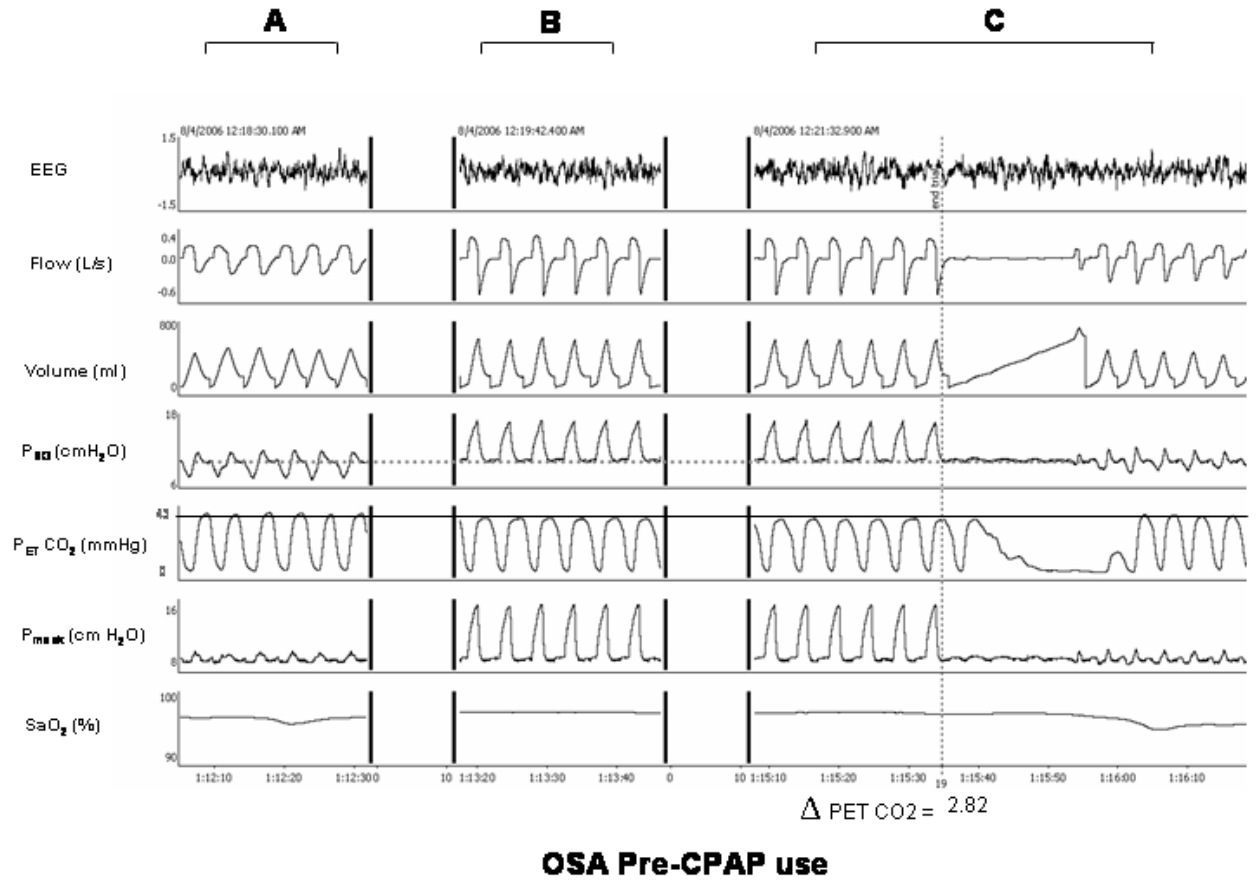 A B C
8/4/2006 12:18:30.100 AM 8/4/2006 12:19:42.400 AM 8/4/2006 12:21:32.900 AM
1.5
EEG
-1.5
end trial
0.4
Flow (L/s)
0.0
-0.6
800
Volume (ml)
0
18
(cmH₂O)
6
43
P_ET CO₂ (mmHg)
0
16
P_mask (cm H₂O)
8
100
SaO₂ (%)
90
1:12:10 1:12:20 1:12:30 0 10 1:13:20 1:13:30 1:13:40 0 10 1:15:10 1:15:20 1:15:30 19 1:15:40 1:15:50 1:16:00 1:16:10
Δ PET CO2 = 2.82
OSA Pre-CPAP use